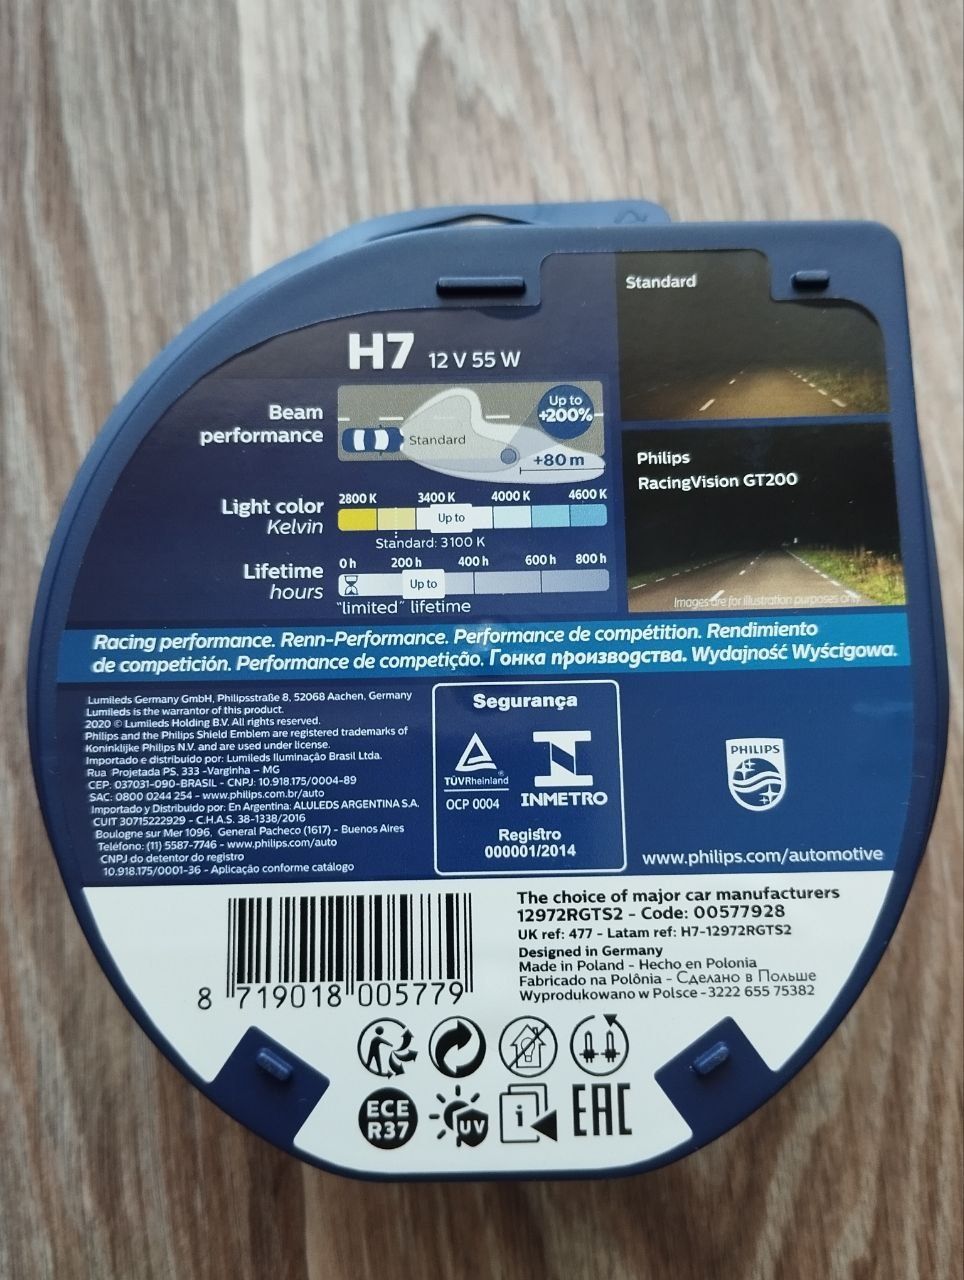 Standard
H7 12 V 55 W
Beam
performance
Up to
+200%
Standard
+80 m
Philips
RacingVision GT200
Light color
Kelvin
2800 K 3400 K 4000 K 4600 K
Up to
Standard: 3100 K
Lifetime
hours
0 h 200 h 400 h 600 h 800 h
Up to
"limited" lifetime
Images are for illustration purposes only
Racing performance. Renn-Performance. Performance de compétition. Rendimiento
de competición. Performance de competição. Гонка производства. Wydajność Wyścigowa.
Lumileds Germany GmbH, Philipsstraße 8, 52068 Aachen, Germany
Lumileds is the warrantor of this product.
2020 © Lumileds Holding B.V. All rights reserved.
Philips and the Philips Shield Emblem are registered trademarks of
Koninklijke Philips N.V. and are used under license.
Importado e distribuido por: Lumileds Iluminação Brasil Ltda.
Rua Projetada PS, 333 -Varginha – MG
CEP: 037031-090-BRASIL - CNPJ: 10.918.175/0004-89
SAC: 0800 0244 254 - www.philips.com.br/auto
Importado y Distribuido por: En Argentina: ALULEDS ARGENTINA S.A.
CUIT 30715222929 - C.H.A.S. 38-1338/2016
Boulogne sur Mer 1096, General Pacheco (1617) - Buenos Aires
Teléfono: (11) 5587-7746 - www.philips.com/auto
CNPJ do detentor do registro
10.918.175/0001-36 - Aplicação conforme catálogo
Segurança
TÜVRheinland®
OCP 0004
INMETRO
Registro
000001/2014
PHILIPS
www.philips.com/automotive
8 719018 005779
The choice of major car manufacturers
12972RGTS2 - Code: 00577928
UK ref: 477 - Latam ref: H7-12972RGTS2
Designed in Germany
Made in Poland - Hecho en Polonia
Fabricado na Polônia - Сделано в Польше
Wyprodukowano w Polsce -3222 655 75382
ECE
R37
UV
i
EAC